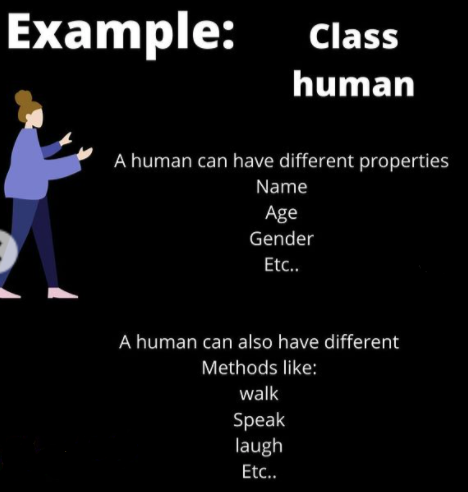 Example:
Class
human
A human can have different properties
Name
Age
Gender
Etc..
A human can also have different
Methods like:
walk
Speak
laugh
Etc..